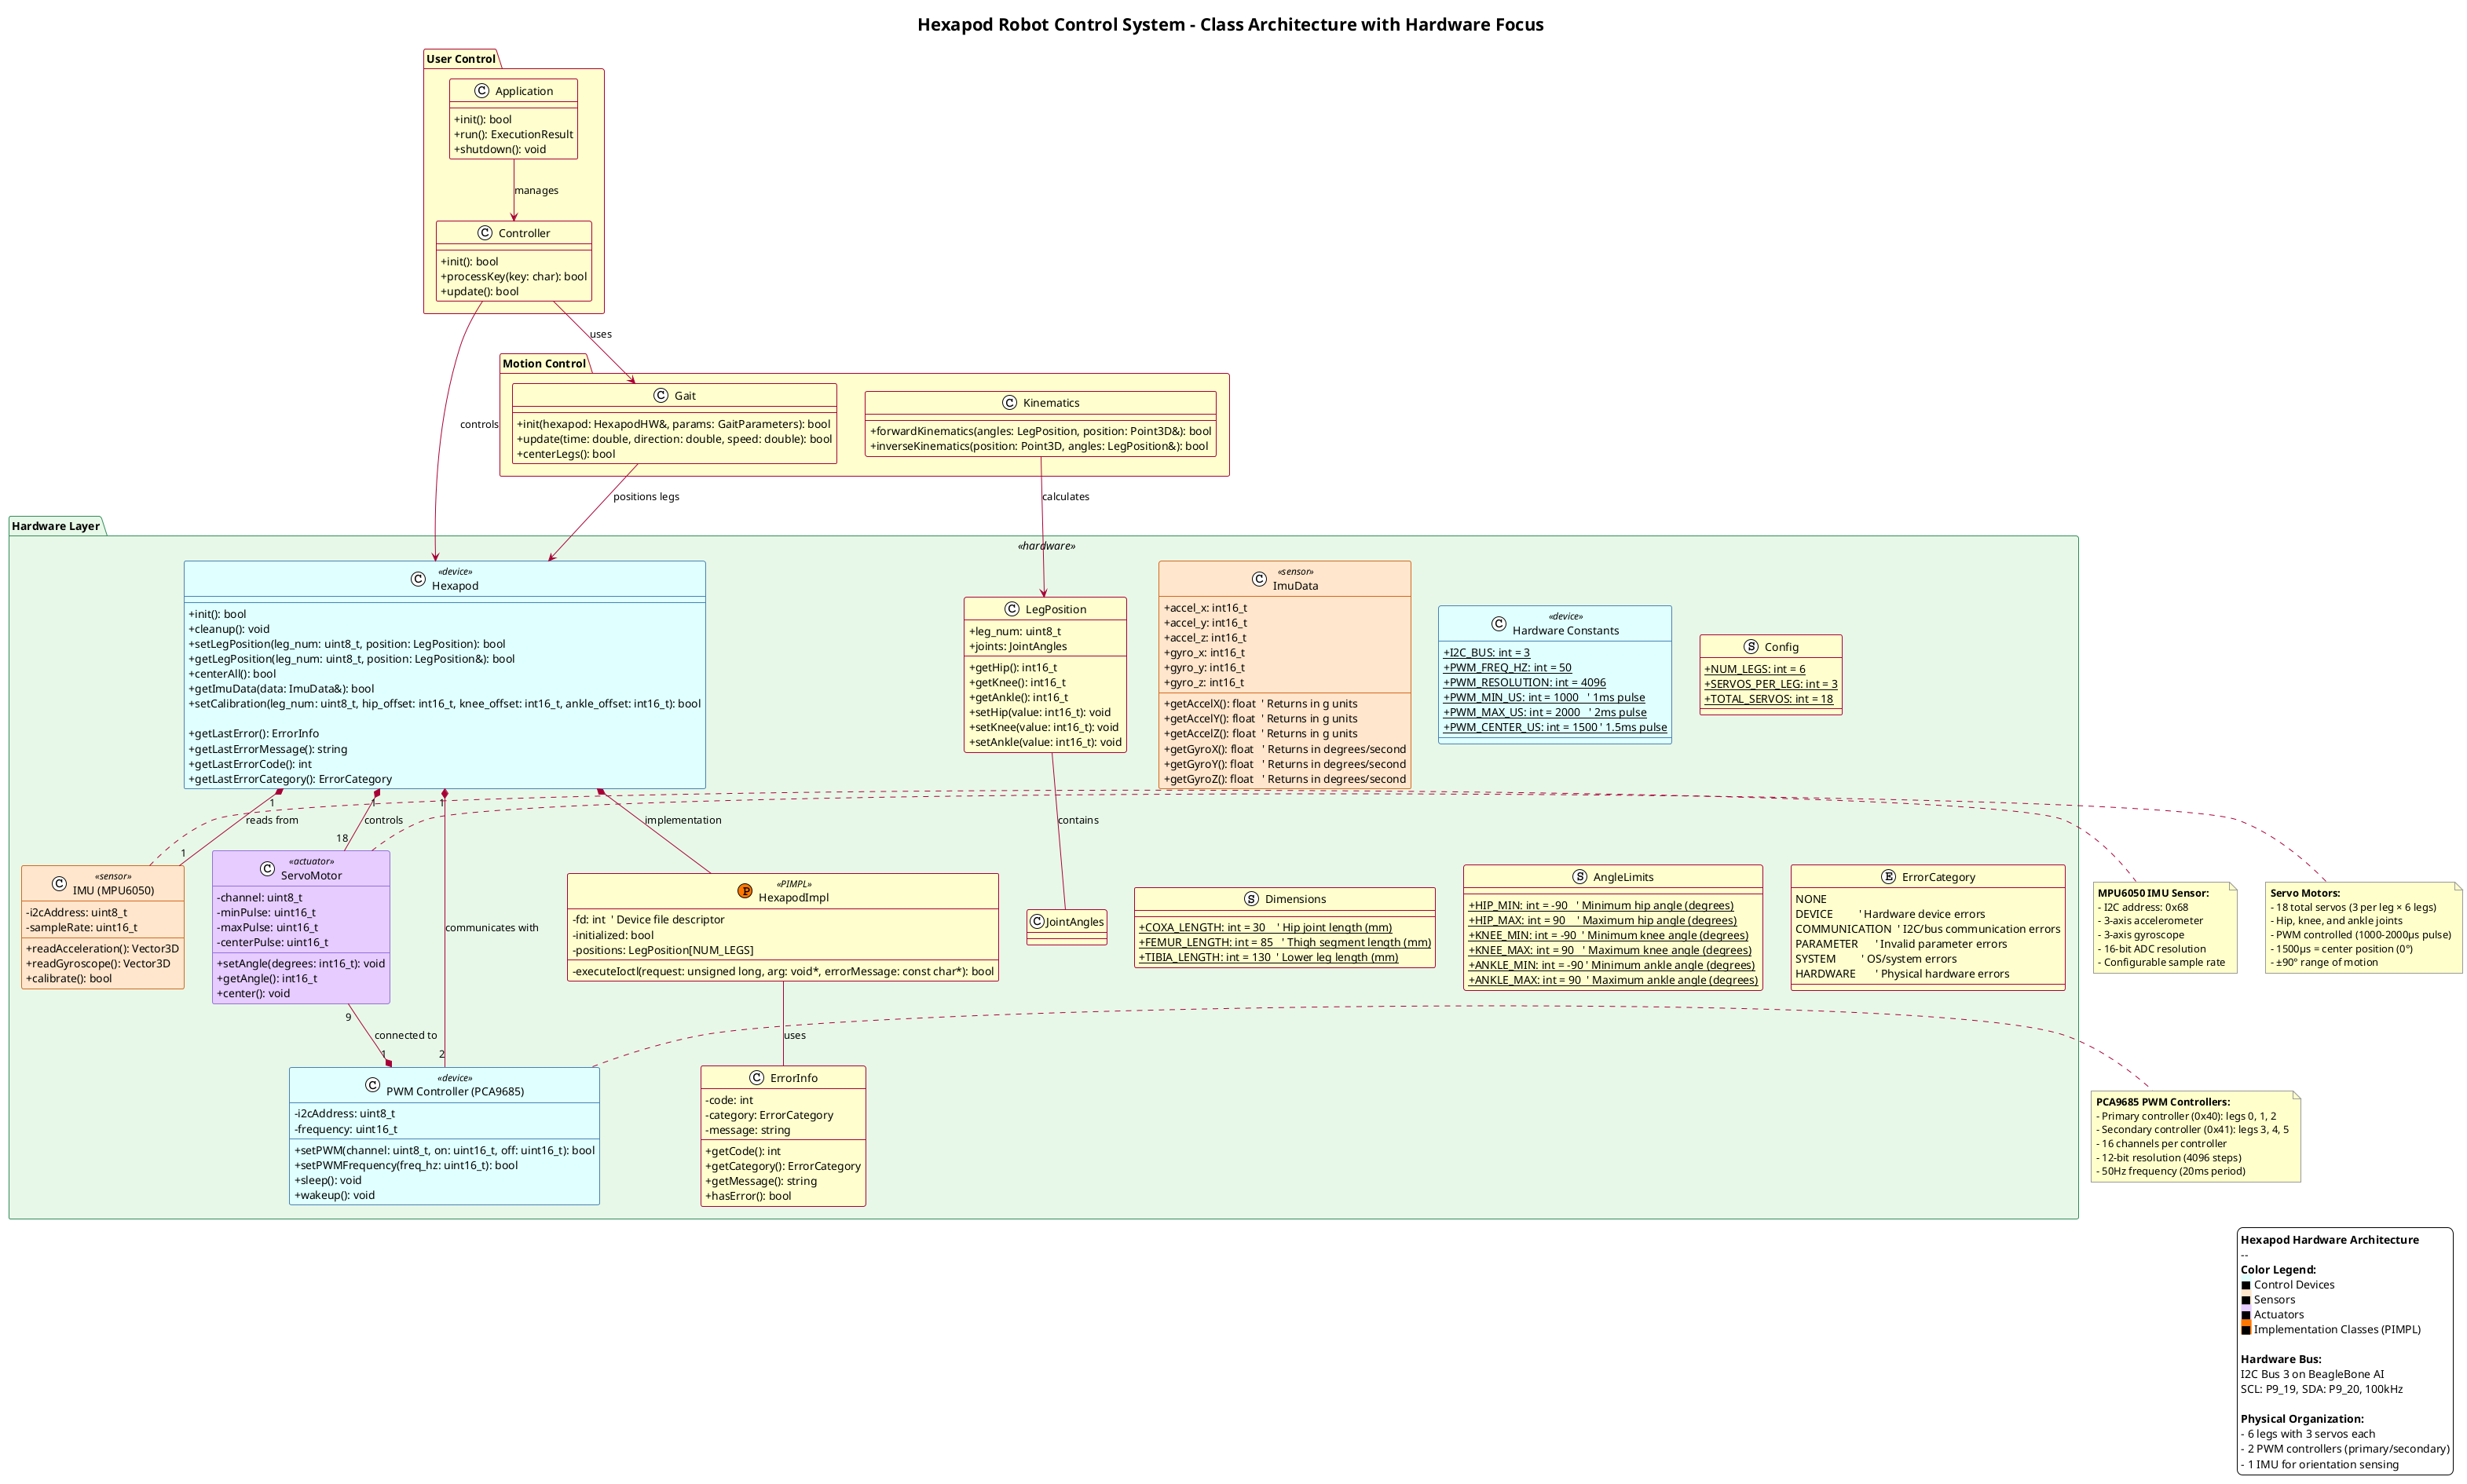 Hexapod Robot Control System - Class Architecture with Hardware Focus
User Control
C Application
+init(): bool
+run(): ExecutionResult
+shutdown(): void
manages
C Controller
+init(): bool
+processKey(key: char): bool
+update(): bool
uses
controls
Motion Control
C Gait
+init(hexapod: HexapodHW&, params: GaitParameters): bool
+update(time: double, direction: double, speed: double): bool
+centerLegs(): bool
C Kinematics
+forwardKinematics(angles: LegPosition, position: Point3D&): bool
+inverseKinematics(position: Point3D, angles: LegPosition&): bool
positions legs
calculates
Hardware Layer
«hardware»
«device»
C Hexapod
+init(): bool
+cleanup(): void
+setLegPosition(leg_num: uint8_t, position: LegPosition): bool
+getLegPosition(leg_num: uint8_t, position: LegPosition&): bool
+centerAll(): bool
+getImuData(data: ImuData&): bool
+setCalibration(leg_num: uint8_t, hip_offset: int16_t, knee_offset: int16_t, ankle_offset: int16_t): bool
+getLastError(): ErrorInfo
+getLastErrorMessage(): string
+getLastErrorCode(): int
+getLastErrorCategory(): ErrorCategory
C LegPosition
+leg_num: uint8_t
+joints: JointAngles
+getHip(): int16_t
+getKnee(): int16_t
+getAnkle(): int16_t
+setHip(value: int16_t): void
+setKnee(value: int16_t): void
+setAnkle(value: int16_t): void
«sensor»
C ImuData
+accel_x: int16_t
+accel_y: int16_t
+accel_z: int16_t
+gyro_x: int16_t
+gyro_y: int16_t
+gyro_z: int16_t
+getAccelX(): float  ' Returns in g units
+getAccelY(): float  ' Returns in g units
+getAccelZ(): float  ' Returns in g units
+getGyroX(): float   ' Returns in degrees/second
+getGyroY(): float   ' Returns in degrees/second
+getGyroZ(): float   ' Returns in degrees/second
«device»
C Hardware Constants
+I2C_BUS: int = 3
+PWM_FREQ_HZ: int = 50
+PWM_RESOLUTION: int = 4096
+PWM_MIN_US: int = 1000   ' 1ms pulse
+PWM_MAX_US: int = 2000   ' 2ms pulse
+PWM_CENTER_US: int = 1500 ' 1.5ms pulse
S Config
+NUM_LEGS: int = 6
+SERVOS_PER_LEG: int = 3
+TOTAL_SERVOS: int = 18
1 1 1
reads from
controls
implementation
contains
1 18
«sensor»
C IMU (MPU6050)
-i2cAddress: uint8_t
-sampleRate: uint16_t
+readAcceleration(): Vector3D
+readGyroscope(): Vector3D
+calibrate(): bool
«actuator»
C ServoMotor
-channel: uint8_t
-minPulse: uint16_t
-maxPulse: uint16_t
-centerPulse: uint16_t
+setAngle(degrees: int16_t): void
+getAngle(): int16_t
+center(): void
communicates with
«PIMPL»
P HexapodImpl
-fd: int  ' Device file descriptor
-initialized: bool
-positions: LegPosition[NUM_LEGS]
-executeIoctl(request: unsigned long, arg: void*, errorMessage: const char*): bool
C JointAngles
S Dimensions
+COXA_LENGTH: int = 30    ' Hip joint length (mm)
+FEMUR_LENGTH: int = 85   ' Thigh segment length (mm)
+TIBIA_LENGTH: int = 130  ' Lower leg length (mm)
S AngleLimits
+HIP_MIN: int = -90   ' Minimum hip angle (degrees)
+HIP_MAX: int = 90    ' Maximum hip angle (degrees)
+KNEE_MIN: int = -90  ' Minimum knee angle (degrees)
+KNEE_MAX: int = 90   ' Maximum knee angle (degrees)
+ANKLE_MIN: int = -90 ' Minimum ankle angle (degrees)
+ANKLE_MAX: int = 90  ' Maximum ankle angle (degrees)
E ErrorCategory
NONE
DEVICE         ' Hardware device errors
COMMUNICATION  ' I2C/bus communication errors
PARAMETER      ' Invalid parameter errors
SYSTEM         ' OS/system errors
HARDWARE       ' Physical hardware errors
MPU6050 IMU Sensor:
- I2C address: 0x68
- 3-axis accelerometer
- 3-axis gyroscope
- 16-bit ADC resolution
- Configurable sample rate
Servo Motors:
- 18 total servos (3 per leg × 6 legs)
- Hip, knee, and ankle joints
- PWM controlled (1000-2000µs pulse)
- 1500µs = center position (0°)
- ±90° range of motion
9
connected to
1 2
uses
«device»
C PWM Controller (PCA9685)
-i2cAddress: uint8_t
-frequency: uint16_t
+setPWM(channel: uint8_t, on: uint16_t, off: uint16_t): bool
+setPWMFrequency(freq_hz: uint16_t): bool
+sleep(): void
+wakeup(): void
C ErrorInfo
-code: int
-category: ErrorCategory
-message: string
+getCode(): int
+getCategory(): ErrorCategory
+getMessage(): string
+hasError(): bool
PCA9685 PWM Controllers:
- Primary controller (0x40): legs 0, 1, 2
- Secondary controller (0x41): legs 3, 4, 5
- 16 channels per controller
- 12-bit resolution (4096 steps)
- 50Hz frequency (20ms period)
Hexapod Hardware Architecture
--
Color Legend:
■ Control Devices
■ Sensors
■ Actuators
■ Implementation Classes (PIMPL)
Hardware Bus:
I2C Bus 3 on BeagleBone AI
SCL: P9_19, SDA: P9_20, 100kHz
Physical Organization:
- 6 legs with 3 servos each
- 2 PWM controllers (primary/secondary)
- 1 IMU for orientation sensing